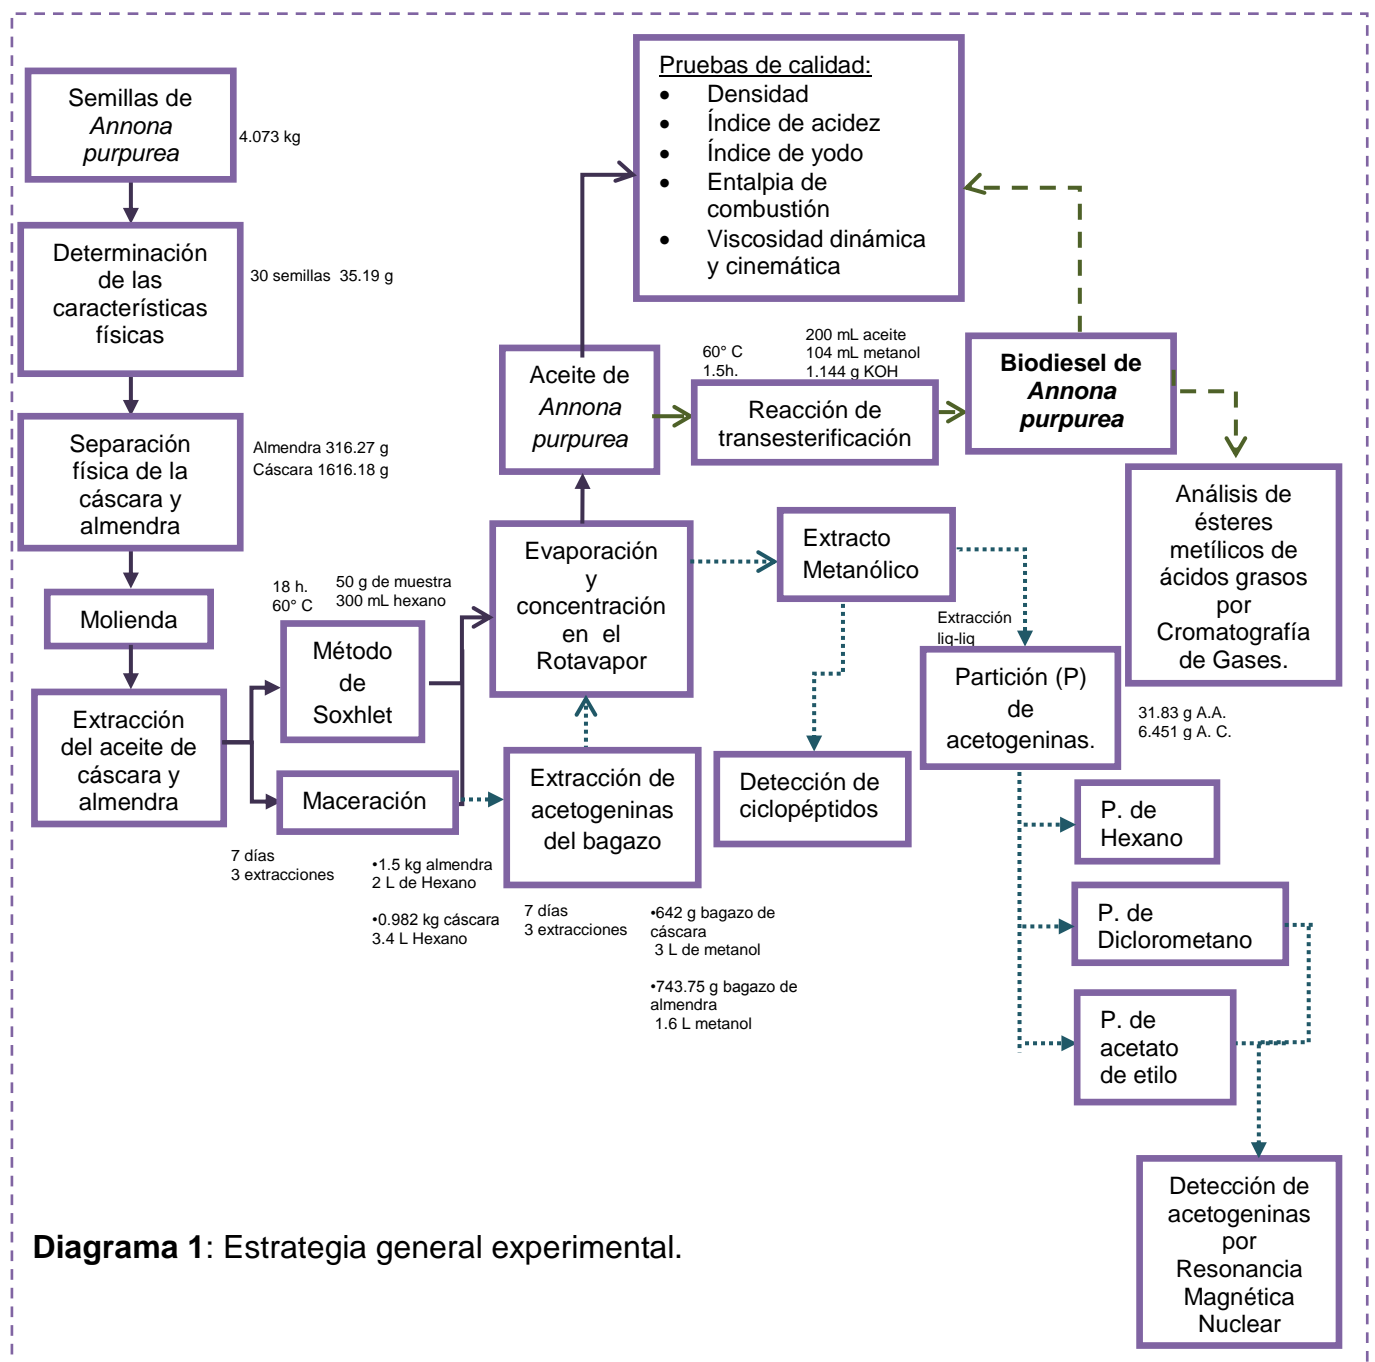 Semillas de
Annona
purpurea
4.073 kg
Determinación
de las
características
físicas
30 semillas  35.19 g
Separación
física de la
cáscara y
almendra
Almendra 316.27 g
Cáscara 1616.18 g
Molienda
Extracción
del aceite de
cáscara y
almendra
18 h.
60° C
50 g de muestra
300 mL hexano
Método
de
Soxhlet
Maceración
7 días
3 extracciones
•1.5 kg almendra
2 L de Hexano
•0.982 kg cáscara
3.4 L Hexano
Evaporación
y
concentración
en  el
Rotavapor
Extracción de
acetogeninas
del bagazo
7 días
3 extracciones
•642 g bagazo de
cáscara
3 L de metanol
•743.75 g bagazo de
almendra
1.6 L metanol
Aceite de
Annona
purpurea
Pruebas de calidad:
• Densidad
• Índice de acidez
• Índice de yodo
• Entalpia de
combustión
• Viscosidad dinámica
y cinemática
60° C
1.5h.
200 mL aceite
104 mL metanol
1.144 g KOH
Reacción de
transesterificación
Biodiesel de
Annona
purpurea
Análisis de
ésteres
metílicos de
ácidos grasos
por
Cromatografía
de Gases.
31.83 g A.A.
6.451 g A. C.
Extracto
Metanólico
Detección de
ciclopéptidos
Extracción
liq-liq
Partición (P)
de
acetogeninas.
P. de
Hexano
P. de
Diclorometano
P. de
acetato
de etilo
Detección de
acetogeninas
por
Resonancia
Magnética
Nuclear
Diagrama 1: Estrategia general experimental.